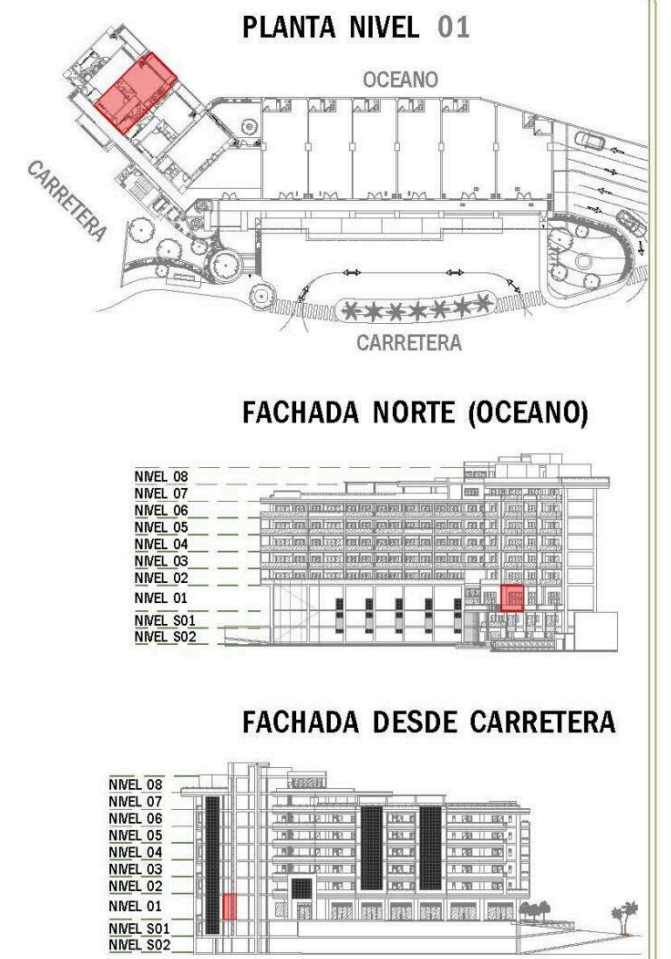 PLANTA NIVEL 01
OCEANO
CARRETERA
CARRETERA
FACHADA NORTE (OCEANO)
NIVEL 08
NIVEL 07
NIVEL 06
NIVEL 05
NIVEL 04
NIVEL 03
NIVEL 02
NIVEL 01
NIVEL S01
NIVEL S02
FACHADA DESDE CARRETERA
NIVEL 08
NIVEL 07
NIVEL 06
NIVEL 05
NIVEL 04
NIVEL 03
NIVEL 02
NIVEL 01
NIVEL S01
NIVEL S02